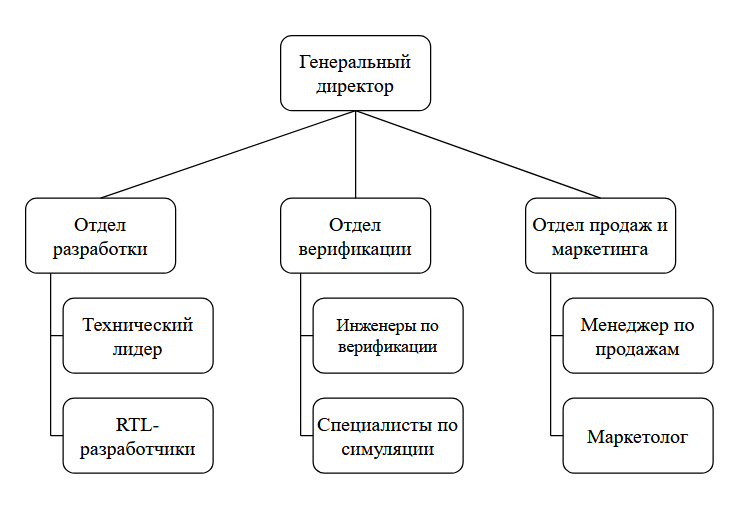 Генеральный
директор
Отдел
разработки
Отдел
верификации
Отдел продаж и
маркетинга
Технический
лидер
Инженеры по
верификации
Менеджер по
продажам
RTL-
разработчики
Специалисты по
симуляции
Маркетолог